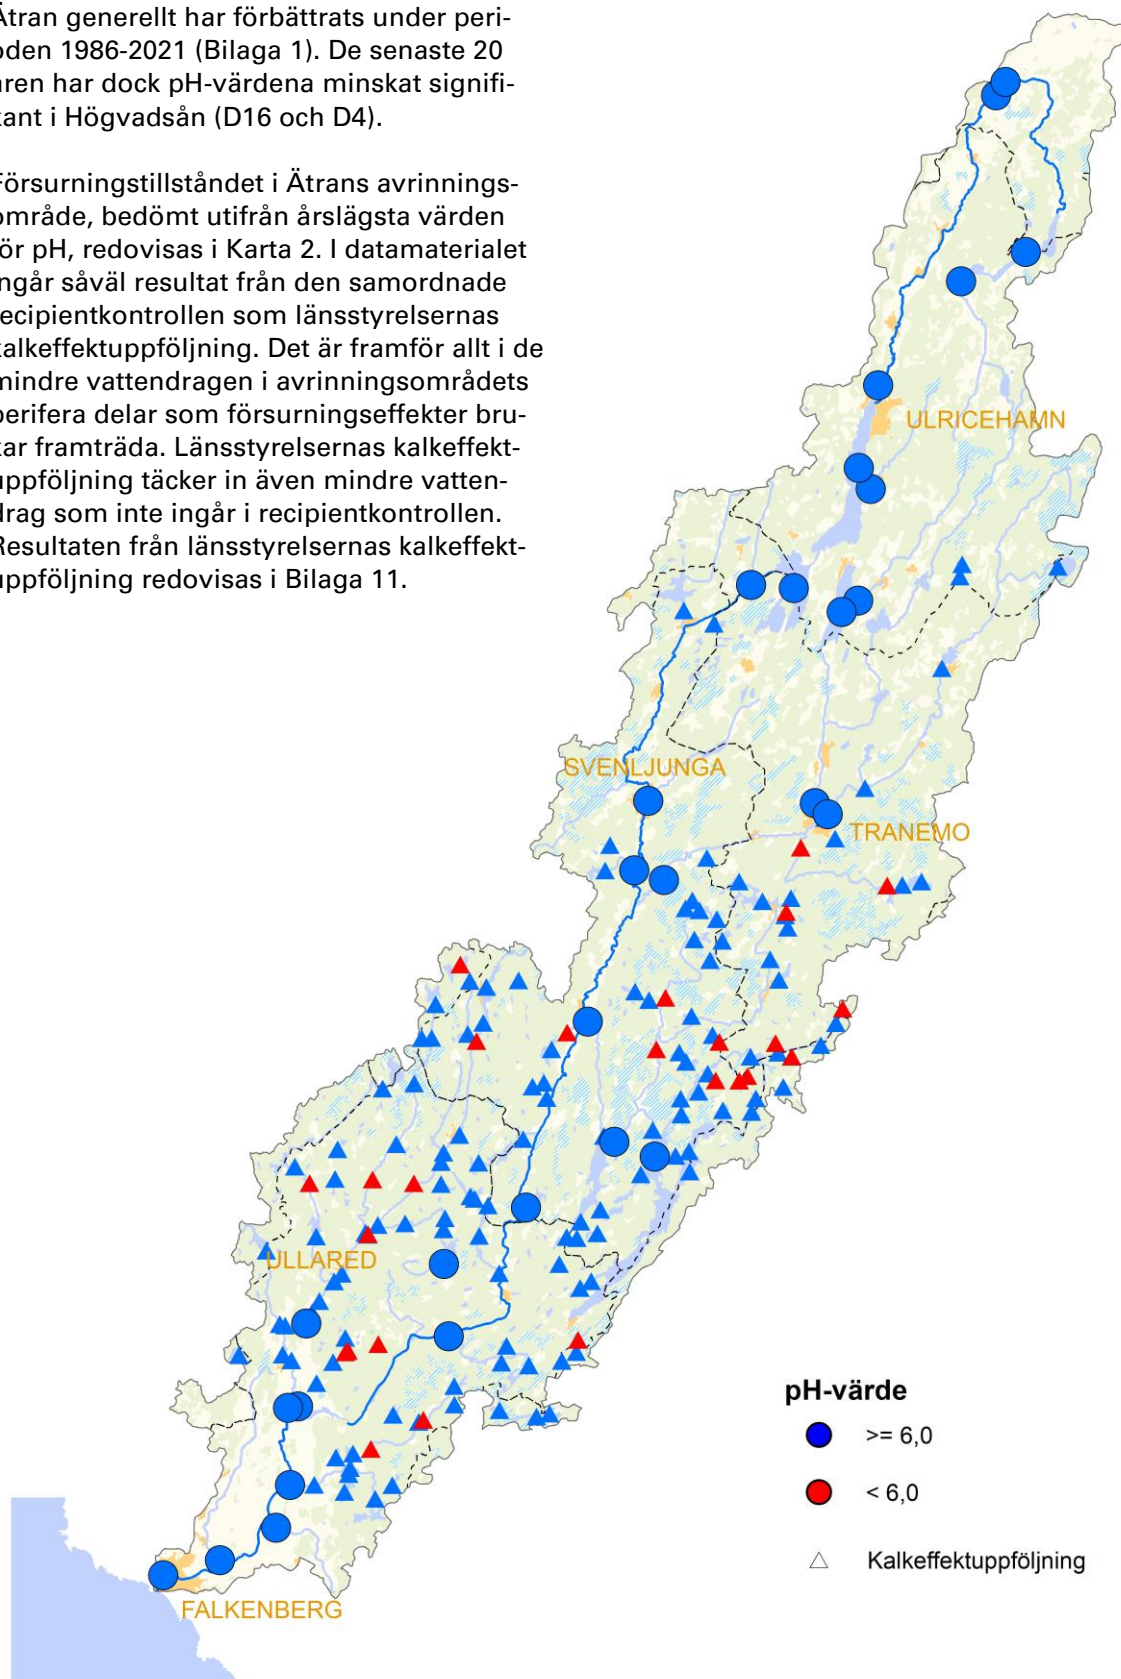 Ätran generellt har förbättrats under peri-
oden 1986-2021 (Bilaga 1). De senaste 20
åren har dock pH-värdena minskat signifi-
kant i Högvadsån (D16 och D4).
Försurningstillståndet i Ätrans avrinnings-
område, bedömt utifrån årslägsta värden
för pH, redovisas i Karta 2. I datamaterialet
ingår såväl resultat från den samordnade
recipientkontrollen som länsstyrelsernas
kalkeffektuppföljning. Det är framför allt i de
mindre vattendragen i avrinningsområdets
perifera delar som försurningseffekter bru-
kar framträda. Länsstyrelsernas kalkeffekt-
uppföljning täcker in även mindre vatten-
drag som inte ingår i recipientkontrollen.
Resultaten från länsstyrelsernas kalkeffekt-
uppföljning redovisas i Bilaga 11.
ULRICEHAMN
SVENLJUNGA
TRANEMO
ULLARED
FALKENBERG
pH-värde
>= 6,0
< 6,0
Kalkeffektuppföljning